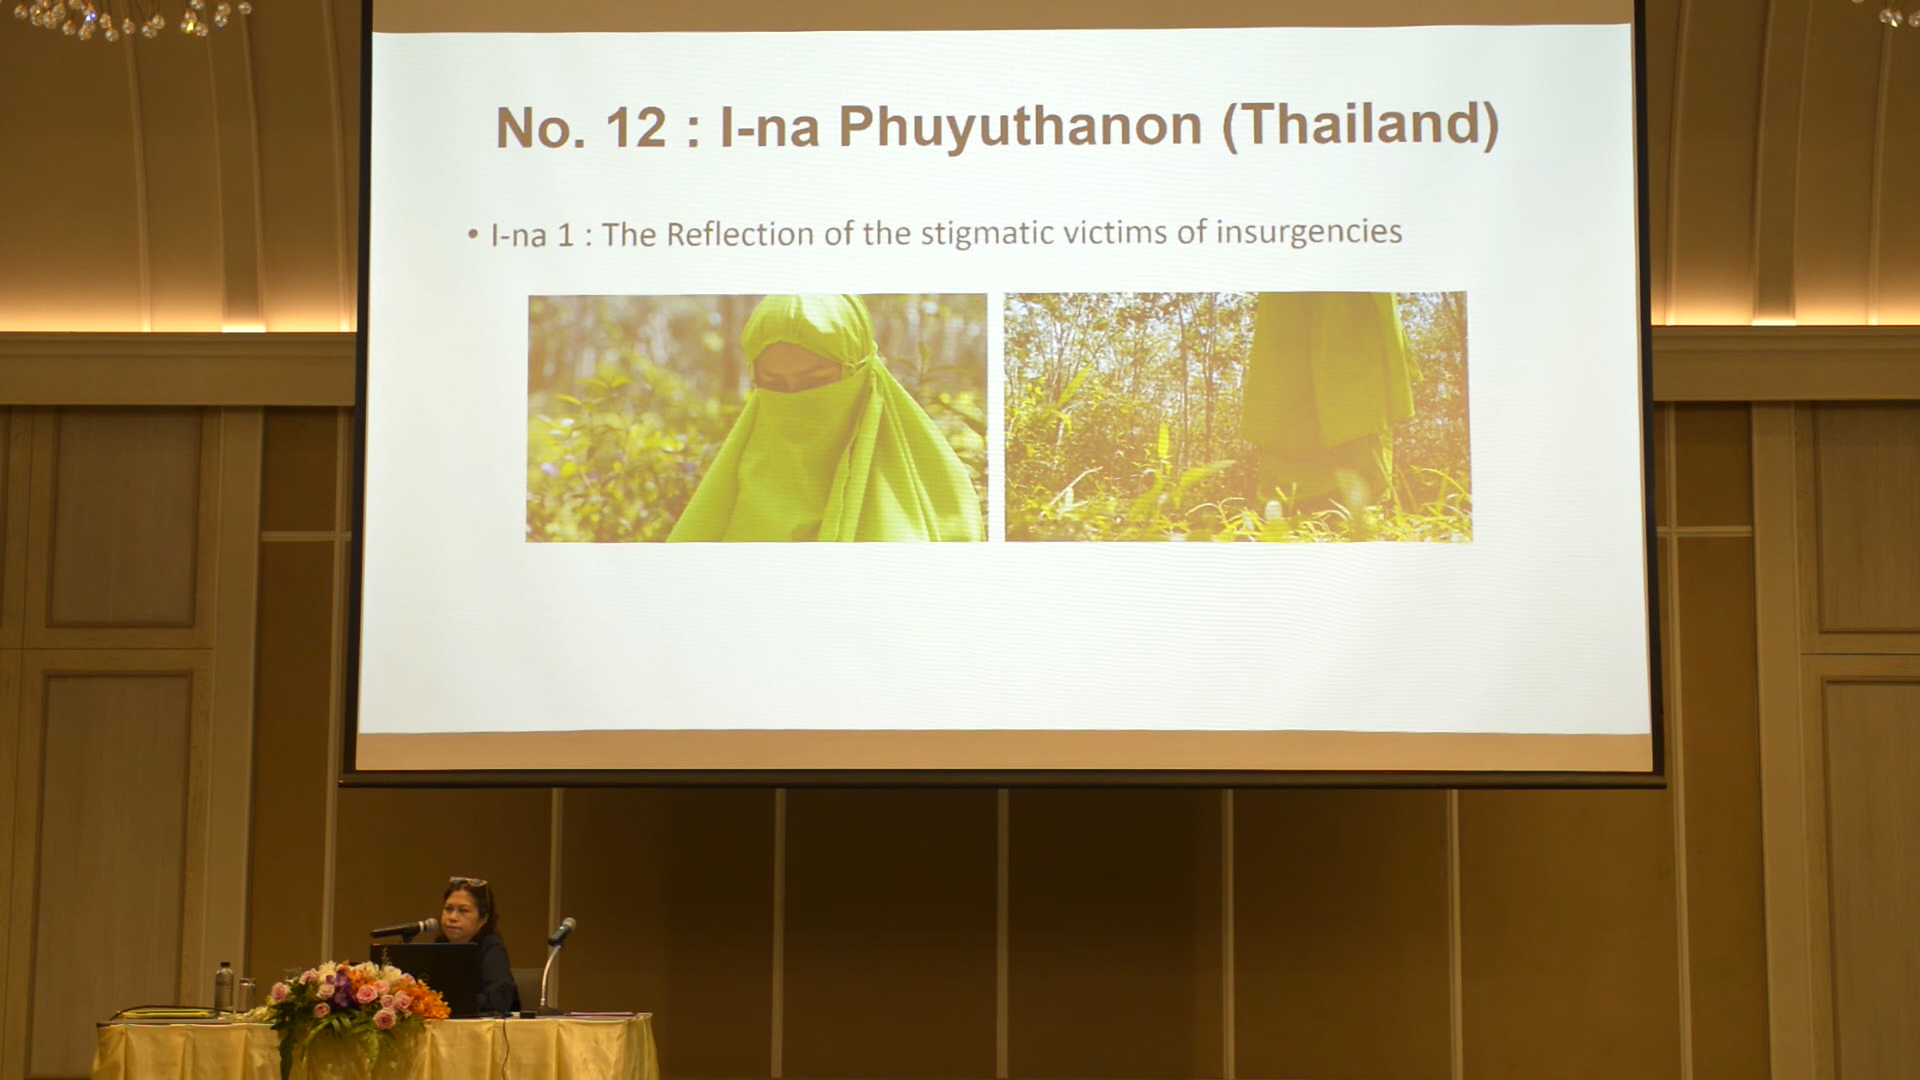 No. 12 : I-na Phuyuthanon (Thailand)
• I-na 1 : The Reflection of the stigmatic victims of insurgencies